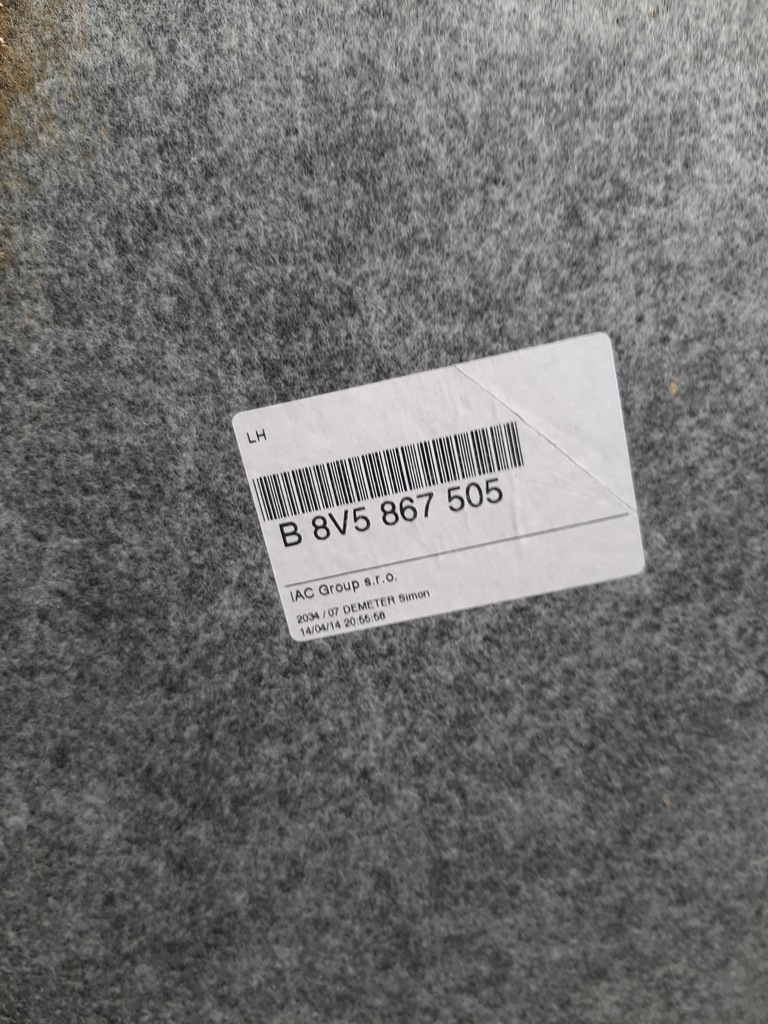 LH
B 8V5 867 505
IAC Group s.r.o.
2034 / 07 DEMETER Simon
14/04/14 20:55:58